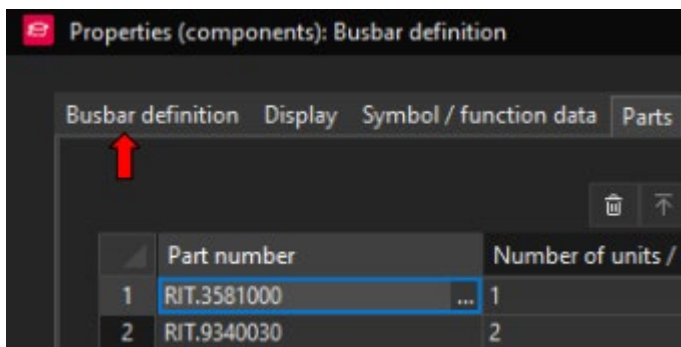 Properties (components): Busbar definition
Busbar definition Display Symbol / function data Parts
Part number Number of units /
1 RIT.3581000 ... 1
2 RIT.9340030 2